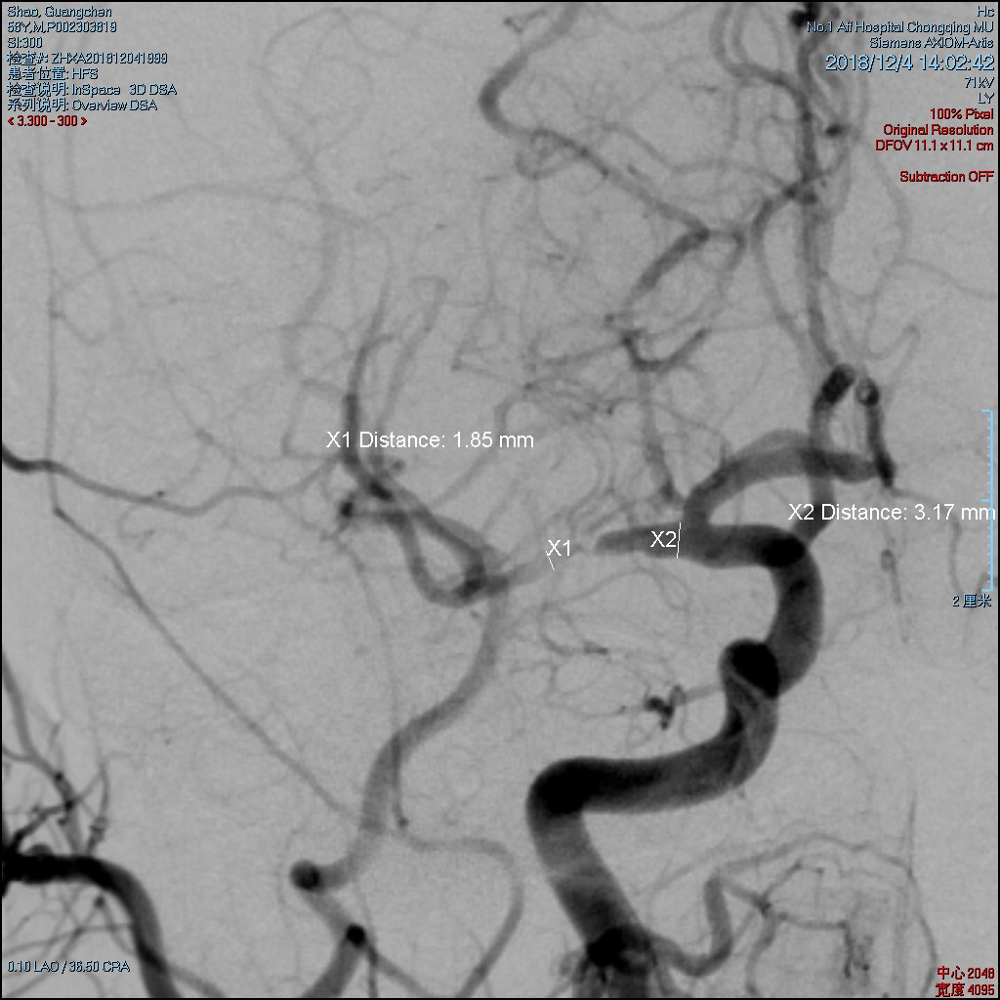 Shao, Guangchen
58Y,M,P002303819
SI:300
检查#: ZHXA201812041999
患者位置: HFS
检查说明: InSpace 3D DSA
系列说明: Overview DSA
< 3.300 - 300 >
Hc
No.1 Aff Hospital Chongqing MU
Siemens AXIOM-Artis
2018/12/4 14:02:42
71kV
LY
100% Pixel
Original Resolution
DFOV 11.1 x 11.1 cm
Subtraction OFF
X1 Distance: 1.85 mm
X2 Distance: 3.17 mm
X1
X2
2 厘米
0.10 LAO / 36.50 CRA
中心 2048
宽度 4095